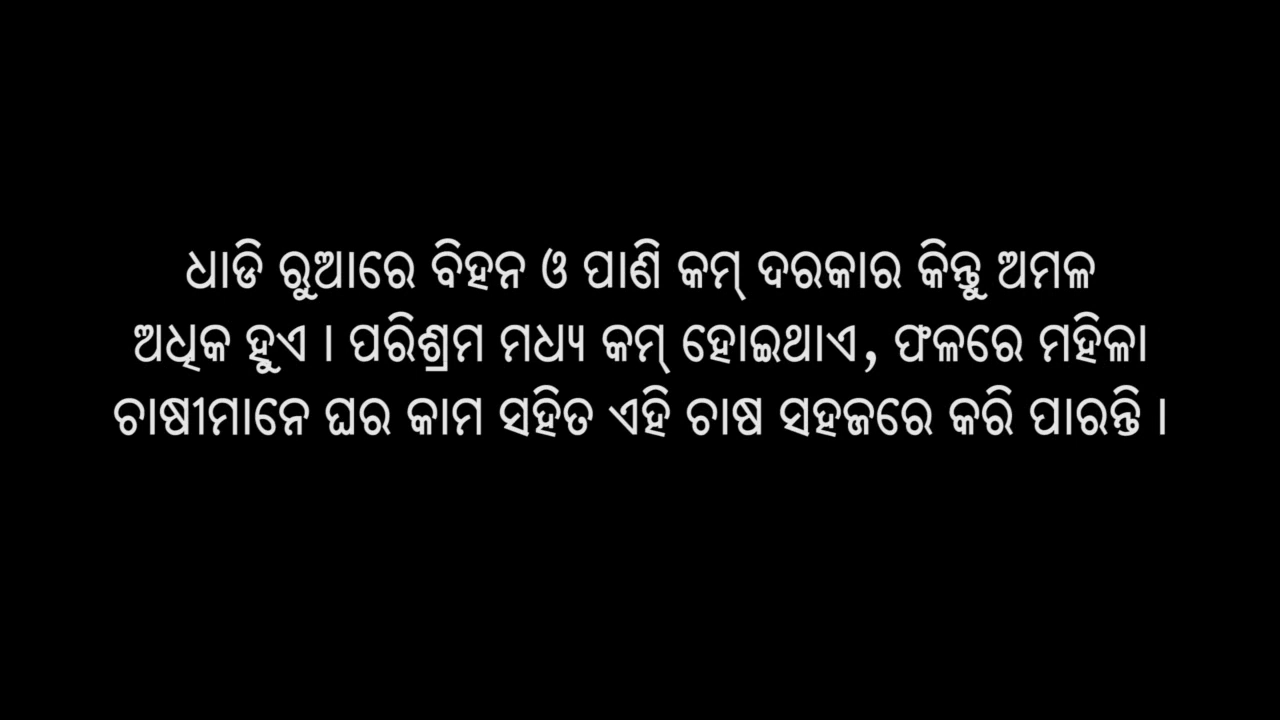 ଧାଡି ରୁଆରେ ବିହନ ଓ ପାଣି କମ୍ ଦରକାର କିନ୍ତୁ ଅମଳ
ଅଧିକ ହୁଏ । ପରିଶ୍ରମ ମଧ୍ୟ କମ୍ ହୋଇଥାଏ, ଫଳରେ ମହିଳା
ଚାଷୀମାନେ ଘର କାମ ସହିତ ଏହି ଚାଷ ସହଜରେ କରି ପାରନ୍ତି ।